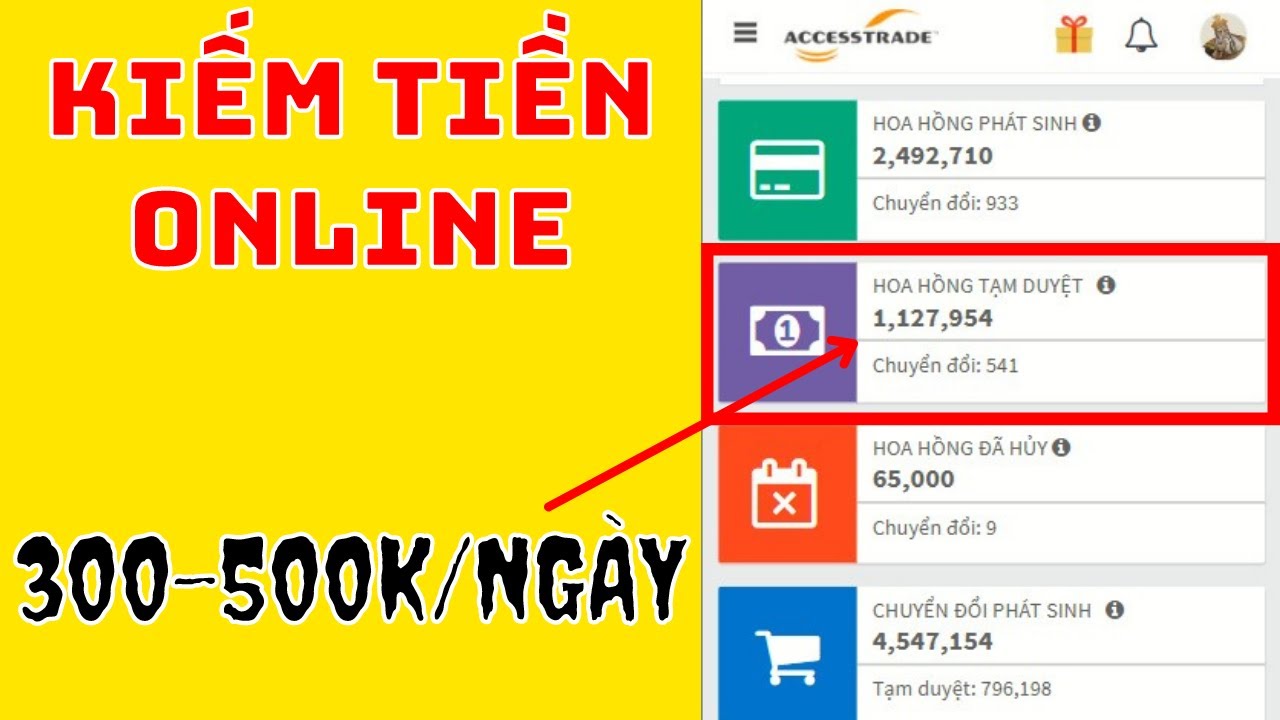 KIẾM TIỀN
ONLINE
300-500K/NGÀY
ACCESSTRADE
HOA HỒNG PHÁT SINH
2,492,710
Chuyển đổi: 933
HOA HỒNG TẠM DUYỆT
1
1,127,954
Chuyển đổi: 541
HOA HỒNG ĐÃ HỦY
65,000
Chuyển đổi: 9
CHUYỂN ĐỔI PHÁT SINH
4,547,154
Tạm duyệt: 796,198